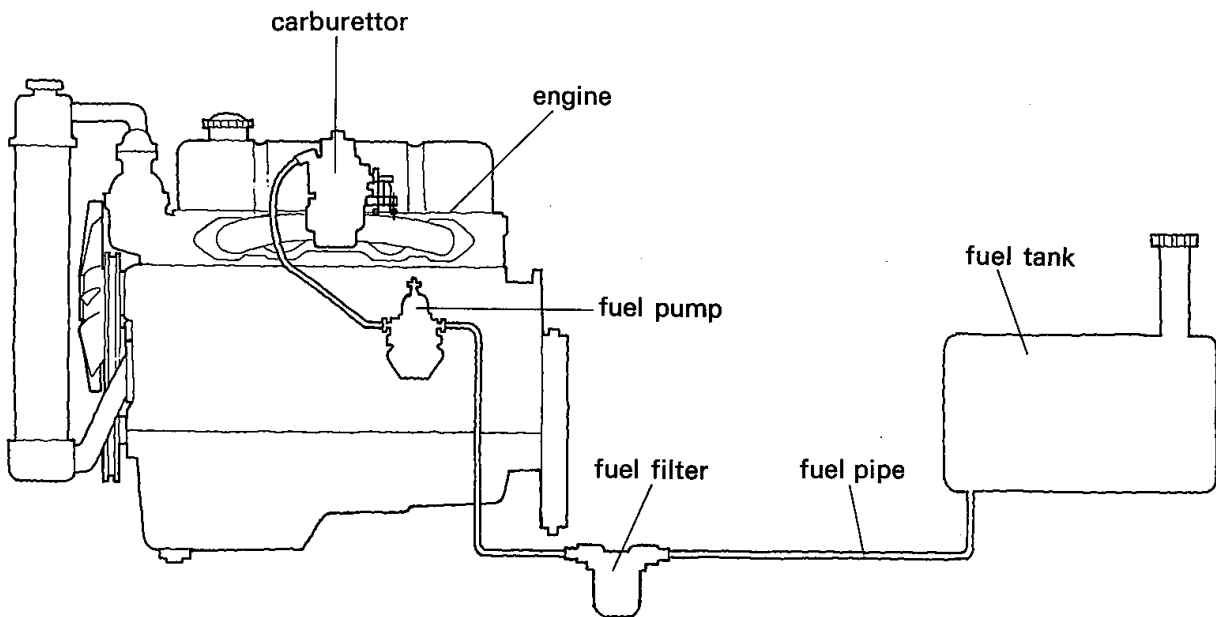 carburettor
engine
fuel tank
fuel pump
fuel filter
fuel pipe